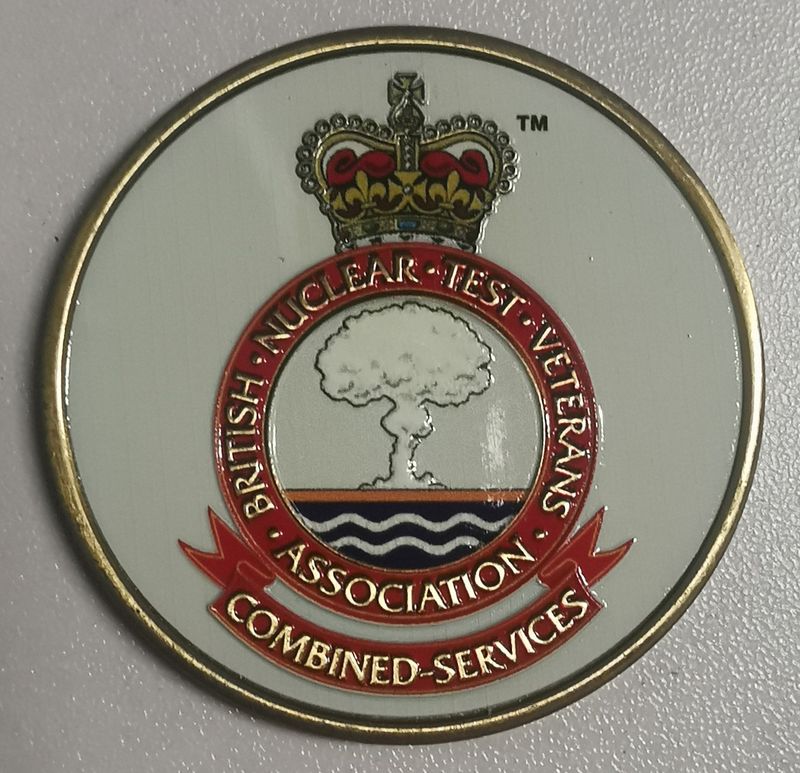 TM
BRITISH · NUCLEAR · TEST · VETERANS
· ASSOCIATION ·
COMBINED-SERVICES